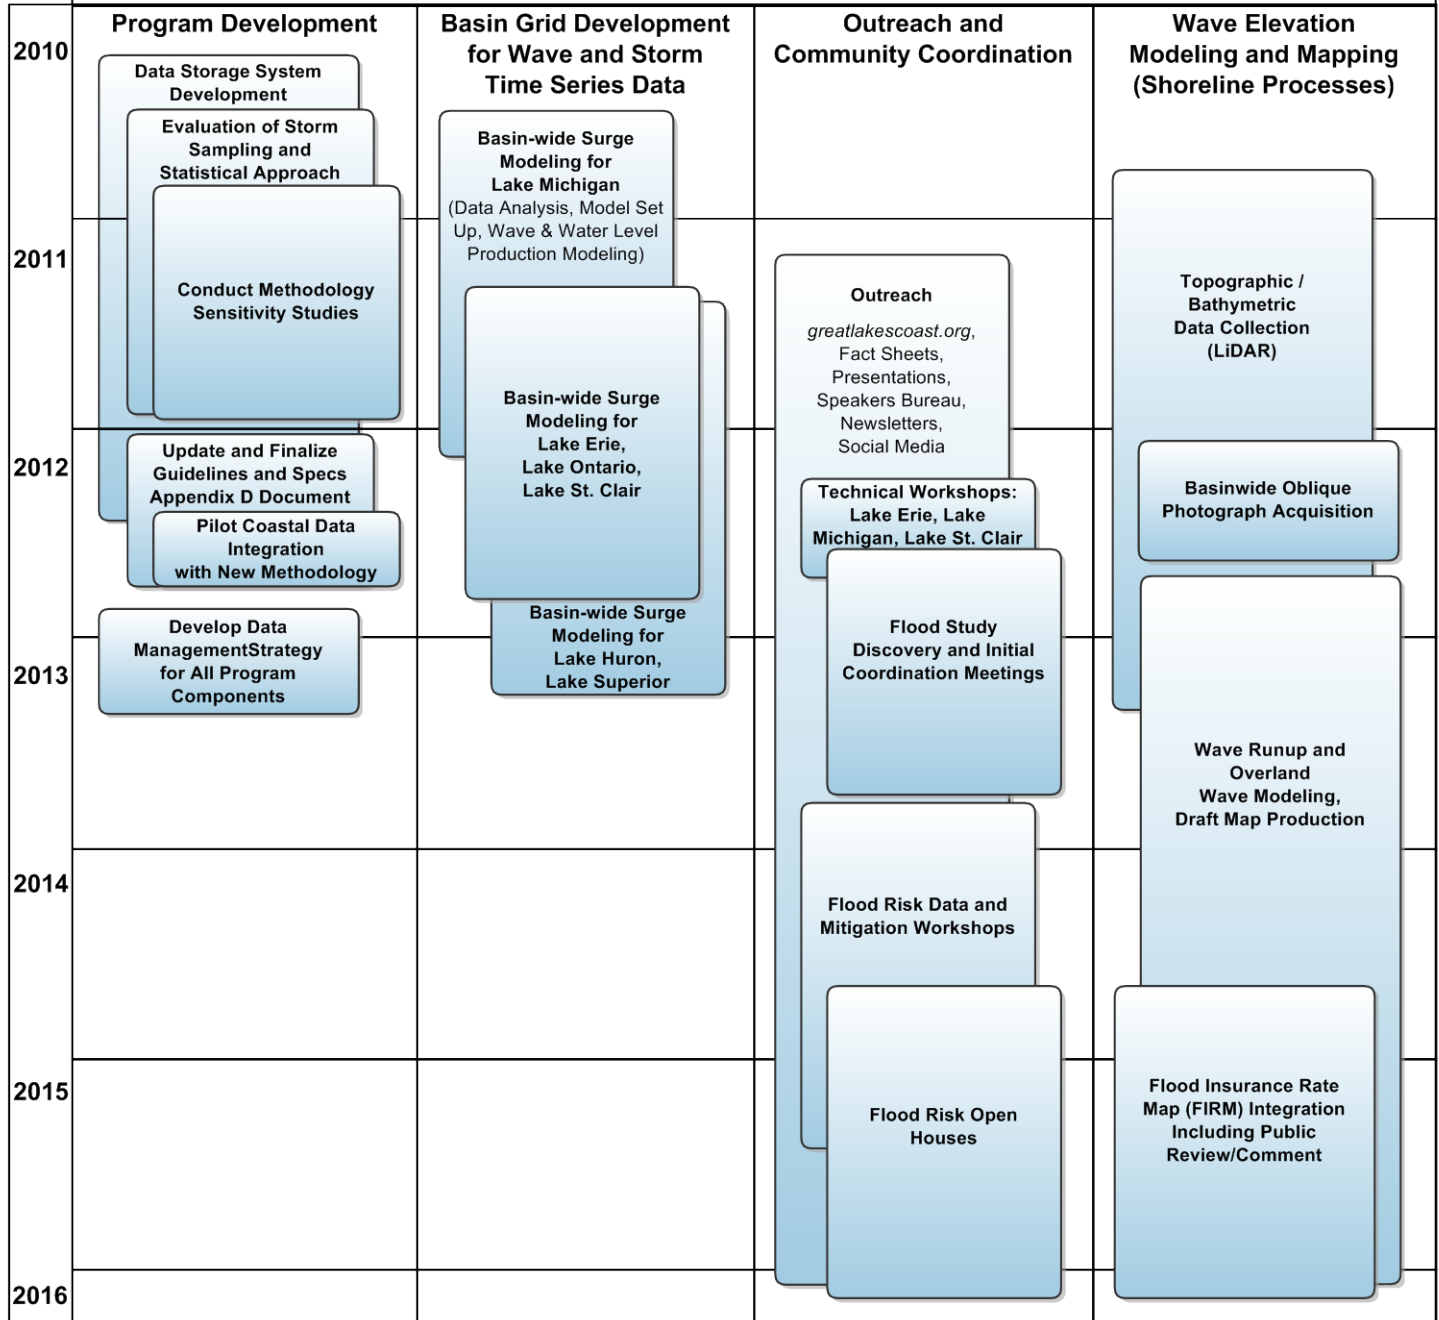 Program Development
Basin Grid Development
for Wave and Storm
Time Series Data
Outreach and
Community Coordination
Wave Elevation
Modeling and Mapping
(Shoreline Processes)
2010
2011
2012
2013
2014
2015
2016
Data Storage System
Development
Evaluation of Storm
Sampling and
Statistical Approach
Conduct Methodology
Sensitivity Studies
Update and Finalize
Guidelines and Specs
Appendix D Document
Pilot Coastal Data
Integration
with New Methodology
Develop Data
ManagementStrategy
for All Program
Components
Basin-wide Surge
Modeling for
Lake Michigan
(Data Analysis, Model Set
Up, Wave & Water Level
Production Modeling)
Basin-wide Surge
Modeling for
Lake Erie,
Lake Ontario,
Lake St. Clair
Basin-wide Surge
Modeling for
Lake Huron,
Lake Superior
Outreach
greatlakescoast.org,
Fact Sheets,
Presentations,
Speakers Bureau,
Newsletters,
Social Media
Technical Workshops:
Lake Erie, Lake
Michigan, Lake St. Clair
Flood Study
Discovery and Initial
Coordination Meetings
Flood Risk Data and
Mitigation Workshops
Flood Risk Open
Houses
Topographic /
Bathymetric
Data Collection
(LiDAR)
Basinwide Oblique
Photograph Acquisition
Wave Runup and
Overland
Wave Modeling,
Draft Map Production
Flood Insurance Rate
Map (FIRM) Integration
Including Public
Review/Comment